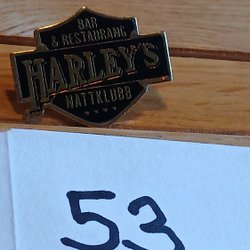 BAR
& RESTAURANG
HARLEY'S
NATTKLUBB
53